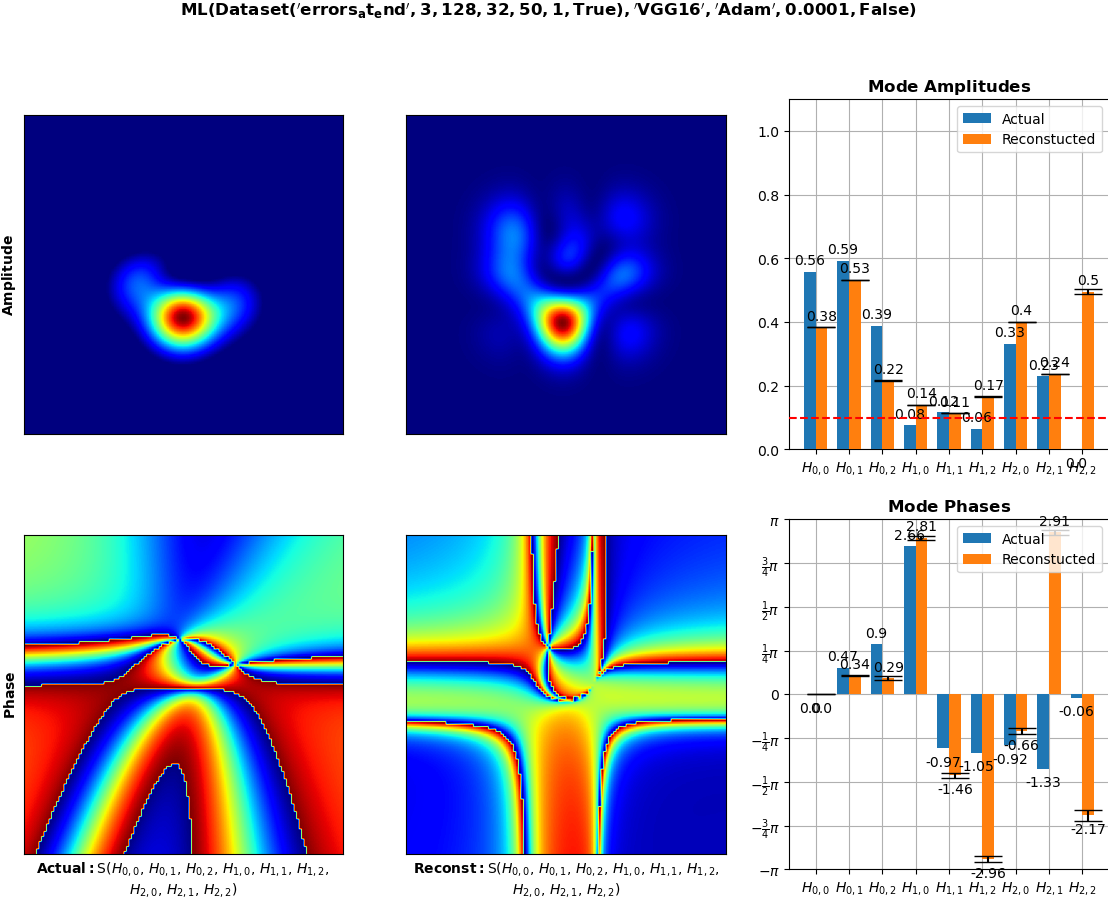 ML(Dataset('errors_at_end', 3, 128, 32, 50, 1, True), 'VGG16', 'Adam', 0.0001, False)
Amplitude
Mode Amplitudes
Actual
Reconstucted
1.0
0.8
0.6
0.4
0.2
0.0
0.56
0.38
0.59
0.53
0.39
0.22
0.08
0.14
0.12
0.11
0.06
0.17
0.33
0.4
0.23
0.24
0.0
0.5
H0,0 H0,1 H0,2 H1,0 H1,1 H1,2 H2,0 H2,1 H2,2
Phase
Actual: S(H0,0, H0,1, H0,2, H1,0, H1,1, H1,2,
H2,0, H2,1, H2,2)
Reconst: S(H0,0, H0,1, H0,2, H1,0, H1,1, H1,2,
H2,0, H2,1, H2,2)
Mode Phases
Actual
Reconstucted
π
3/4π
1/2π
1/4π
0
−1/4π
−1/2π
−3/4π
−π
0.0
0.0
0.47
0.34
0.9
0.29
2.66
2.81
-0.97
-1.46
-1.05
-2.96
-0.92
-0.66
-1.33
2.91
-0.06
-2.17
H0,0 H0,1 H0,2 H1,0 H1,1 H1,2 H2,0 H2,1 H2,2